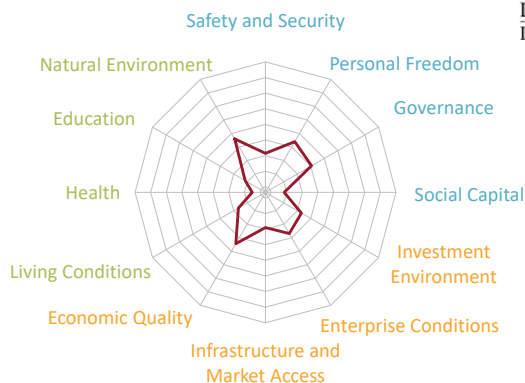 Safety and Security
Natural Environment
Personal Freedom
Education
Governance
Health
Social Capital
Investment
Environment
Living Conditions
Economic Quality
Enterprise Conditions
Infrastructure and
Market Access